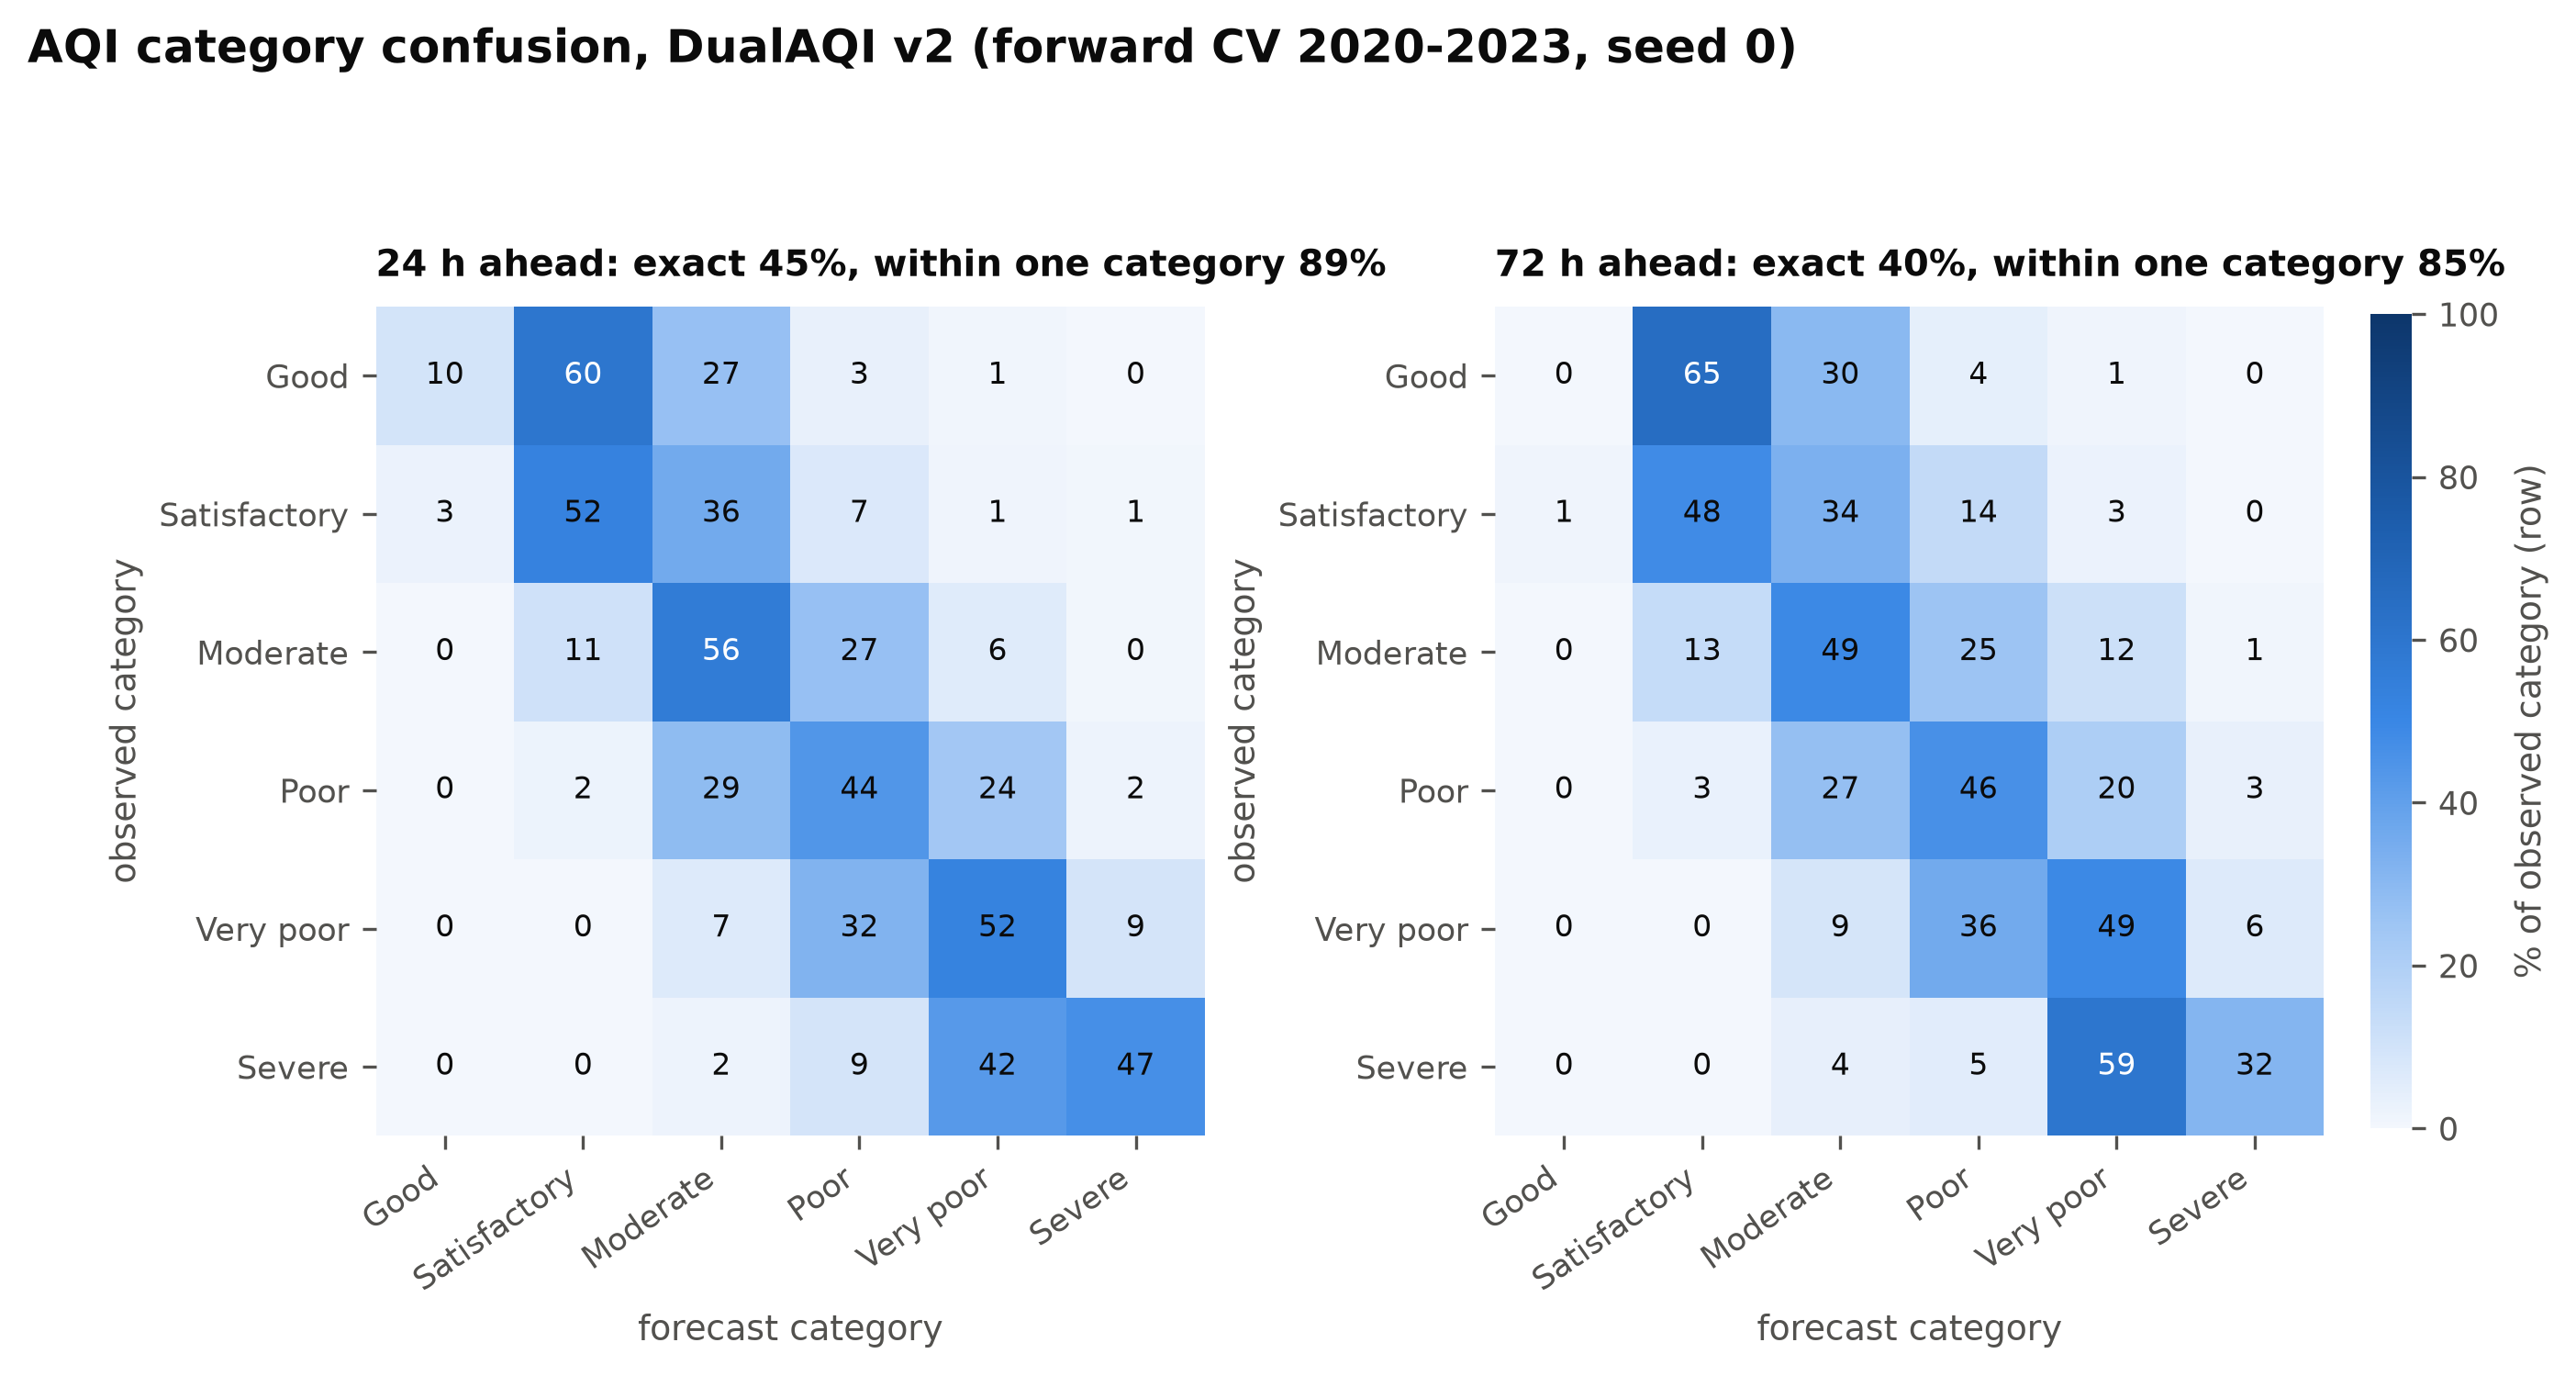 AQI category confusion, DualAQI v2 (forward CV 2020-2023, seed 0)
24 h ahead: exact 45%, within one category 89%
observed category
Good 10 60 27 3 1 0
Satisfactory 3 52 36 7 1 1
Moderate 0 11 56 27 6 0
Poor 0 2 29 44 24 2
Very poor 0 0 7 32 52 9
Severe 0 0 2 9 42 47
Good Satisfactory Moderate Poor Very poor Severe
forecast category
72 h ahead: exact 40%, within one category 85%
observed category
Good 0 65 30 4 1 0
Satisfactory 1 48 34 14 3 0
Moderate 0 13 49 25 12 1
Poor 0 3 27 46 20 3
Very poor 0 0 9 36 49 6
Severe 0 0 4 5 59 32
Good Satisfactory Moderate Poor Very poor Severe
forecast category
100
80
60
40
20
0
% of observed category (row)